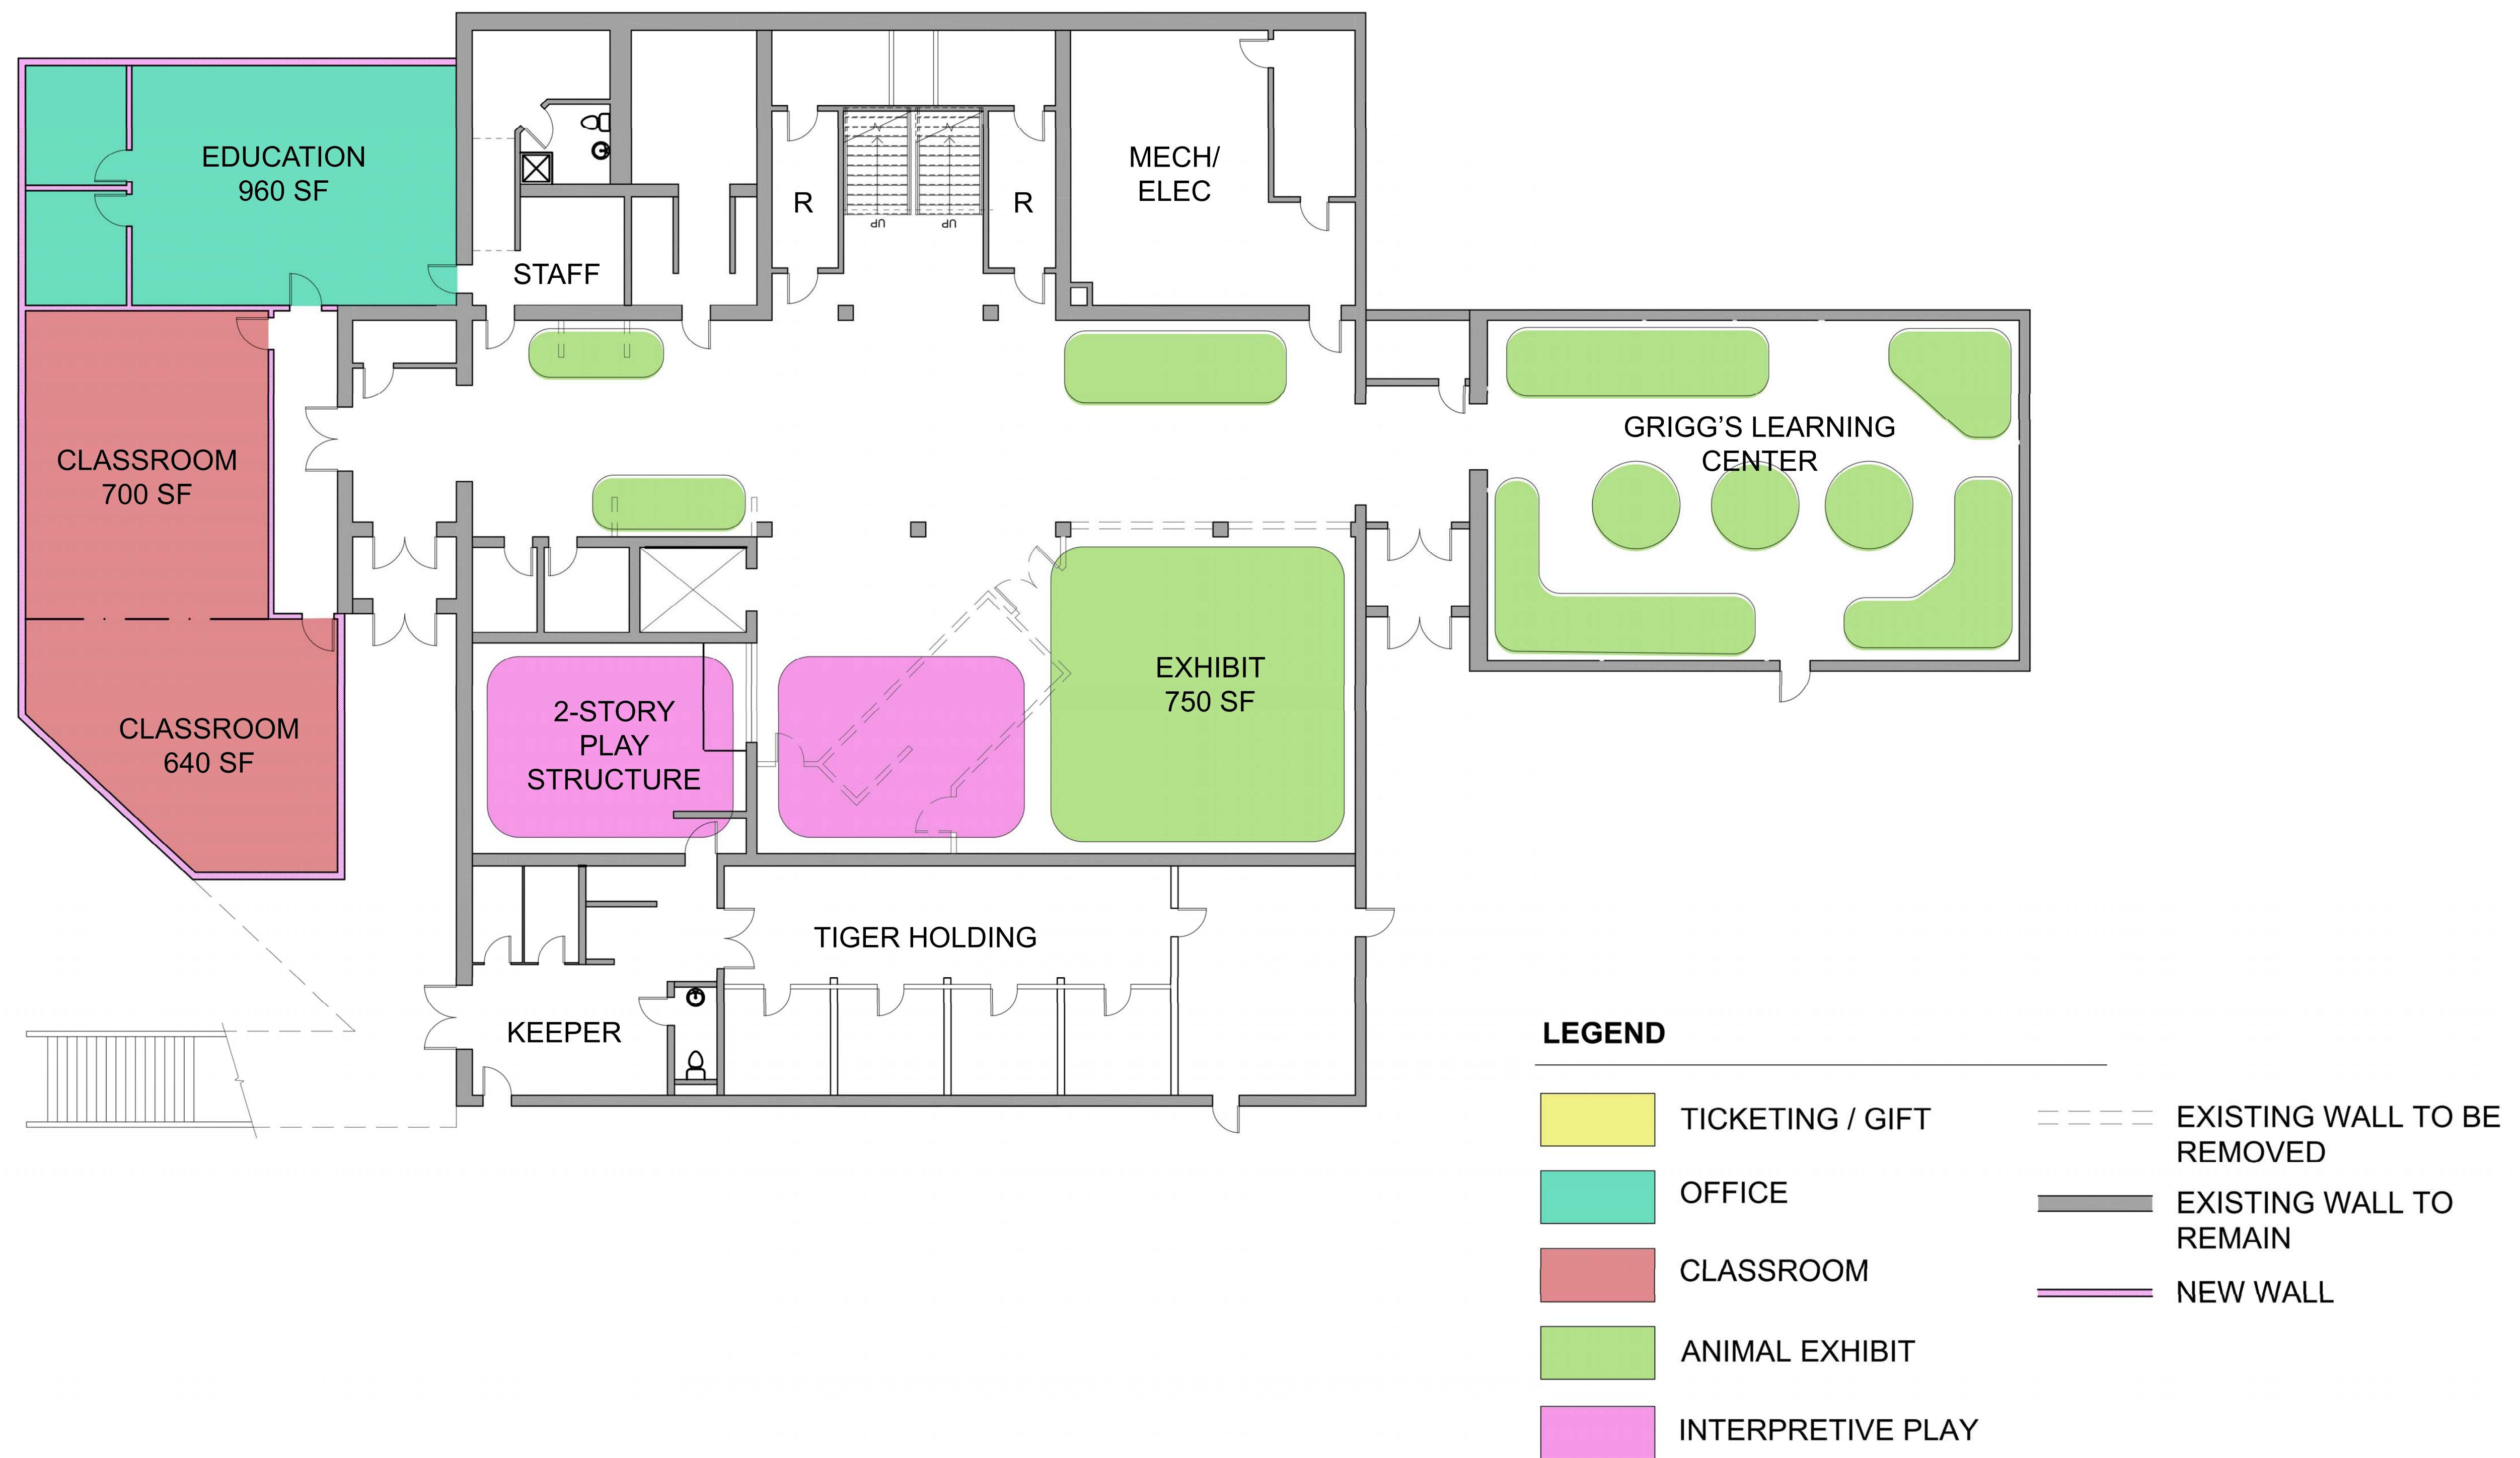 EDUCATION
960 SF
STAFF
R
R
UP
UP
MECH/
ELEC
CLASSROOM
700 SF
GRIGG’S LEARNING
CENTER
CLASSROOM
640 SF
2-STORY
PLAY
STRUCTURE
EXHIBIT
750 SF
TIGER HOLDING
KEEPER
LEGEND
TICKETING / GIFT
OFFICE
CLASSROOM
ANIMAL EXHIBIT
INTERPRETIVE PLAY
EXISTING WALL TO BE
REMOVED
EXISTING WALL TO
REMAIN
NEW WALL